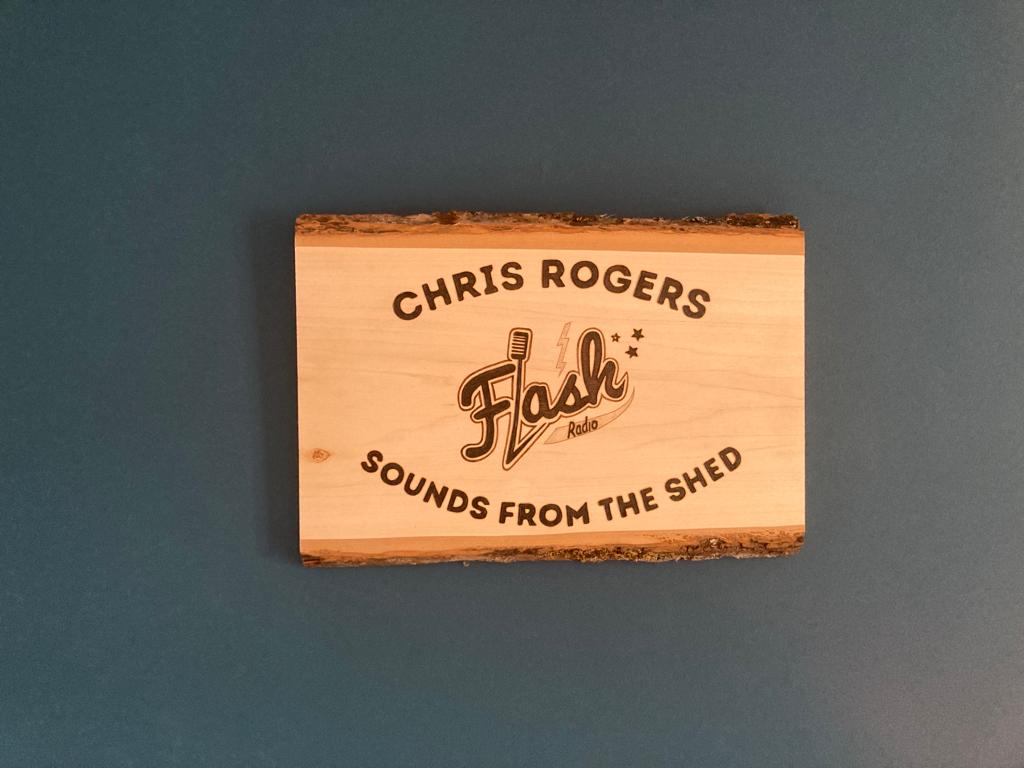 CHRIS ROGERS
Flash
Radio
SOUNDS FROM THE SHED